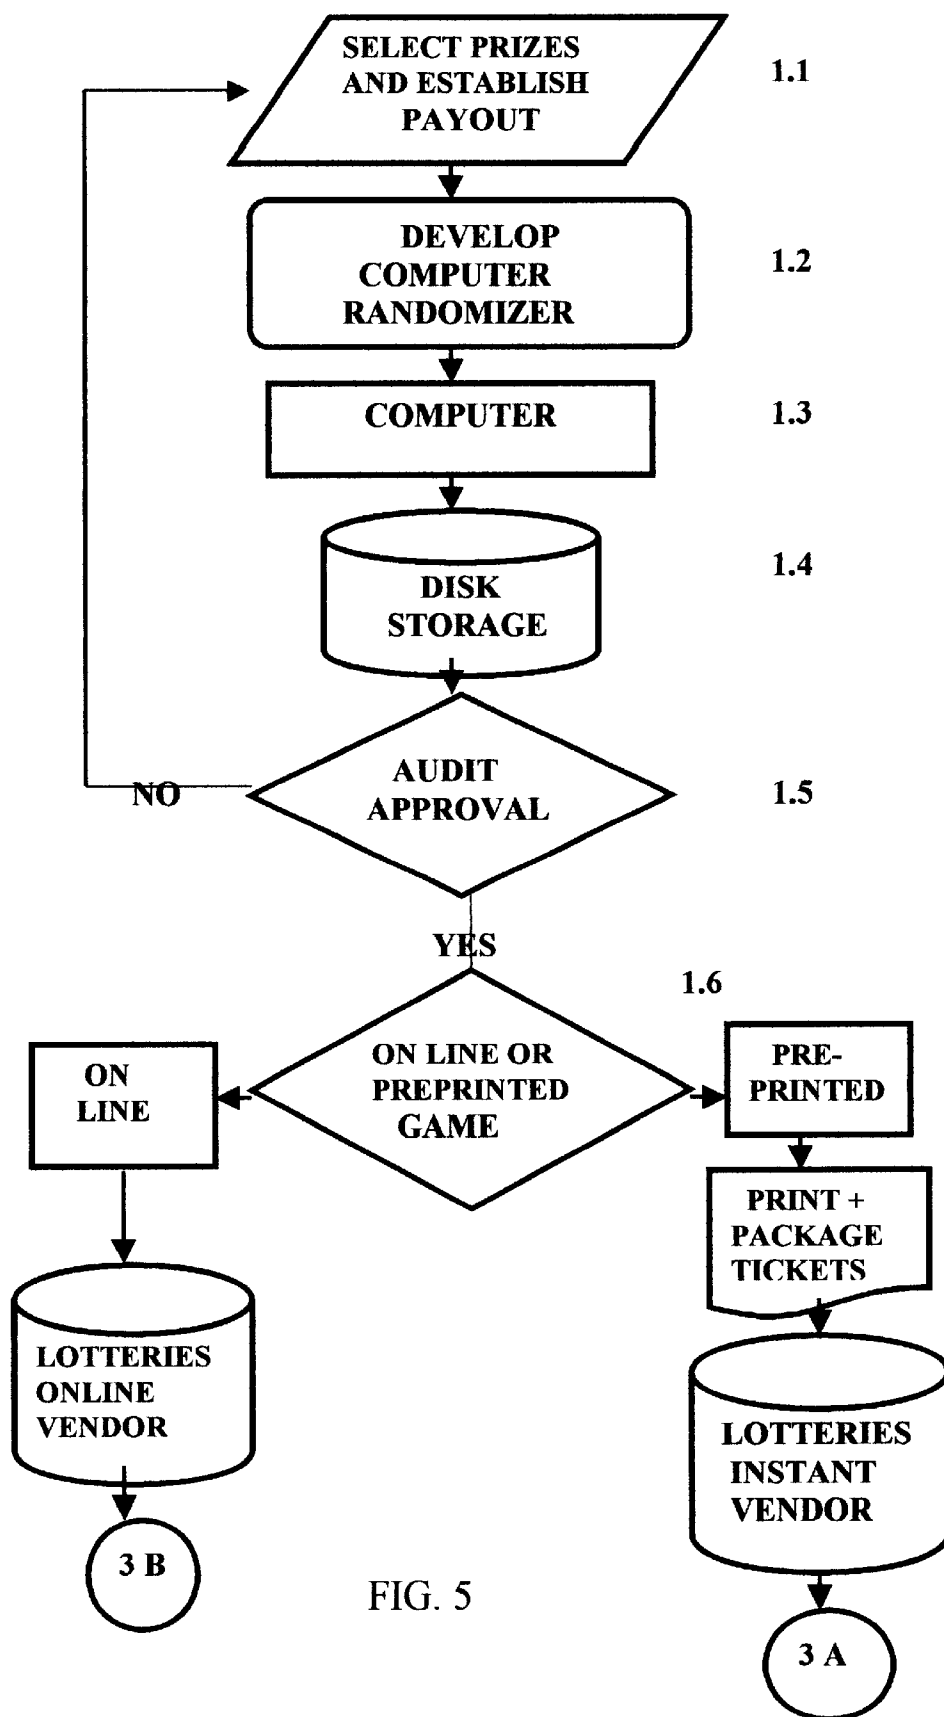 SELECT PRIZES
AND ESTABLISH
PAYOUT
1.1
DEVELOP
COMPUTER
RANDOMIZER
1.2
COMPUTER
1.3
DISK
STORAGE
1.4
AUDIT
APPROVAL
NO
1.5
YES
1.6
ON LINE OR
PREPRINTED
GAME
ON
LINE
PRE-
PRINTED
PRINT +
PACKAGE
TICKETS
LOTTERIES
ONLINE
VENDOR
LOTTERIES
INSTANT
VENDOR
3 B
FIG. 5
3 A